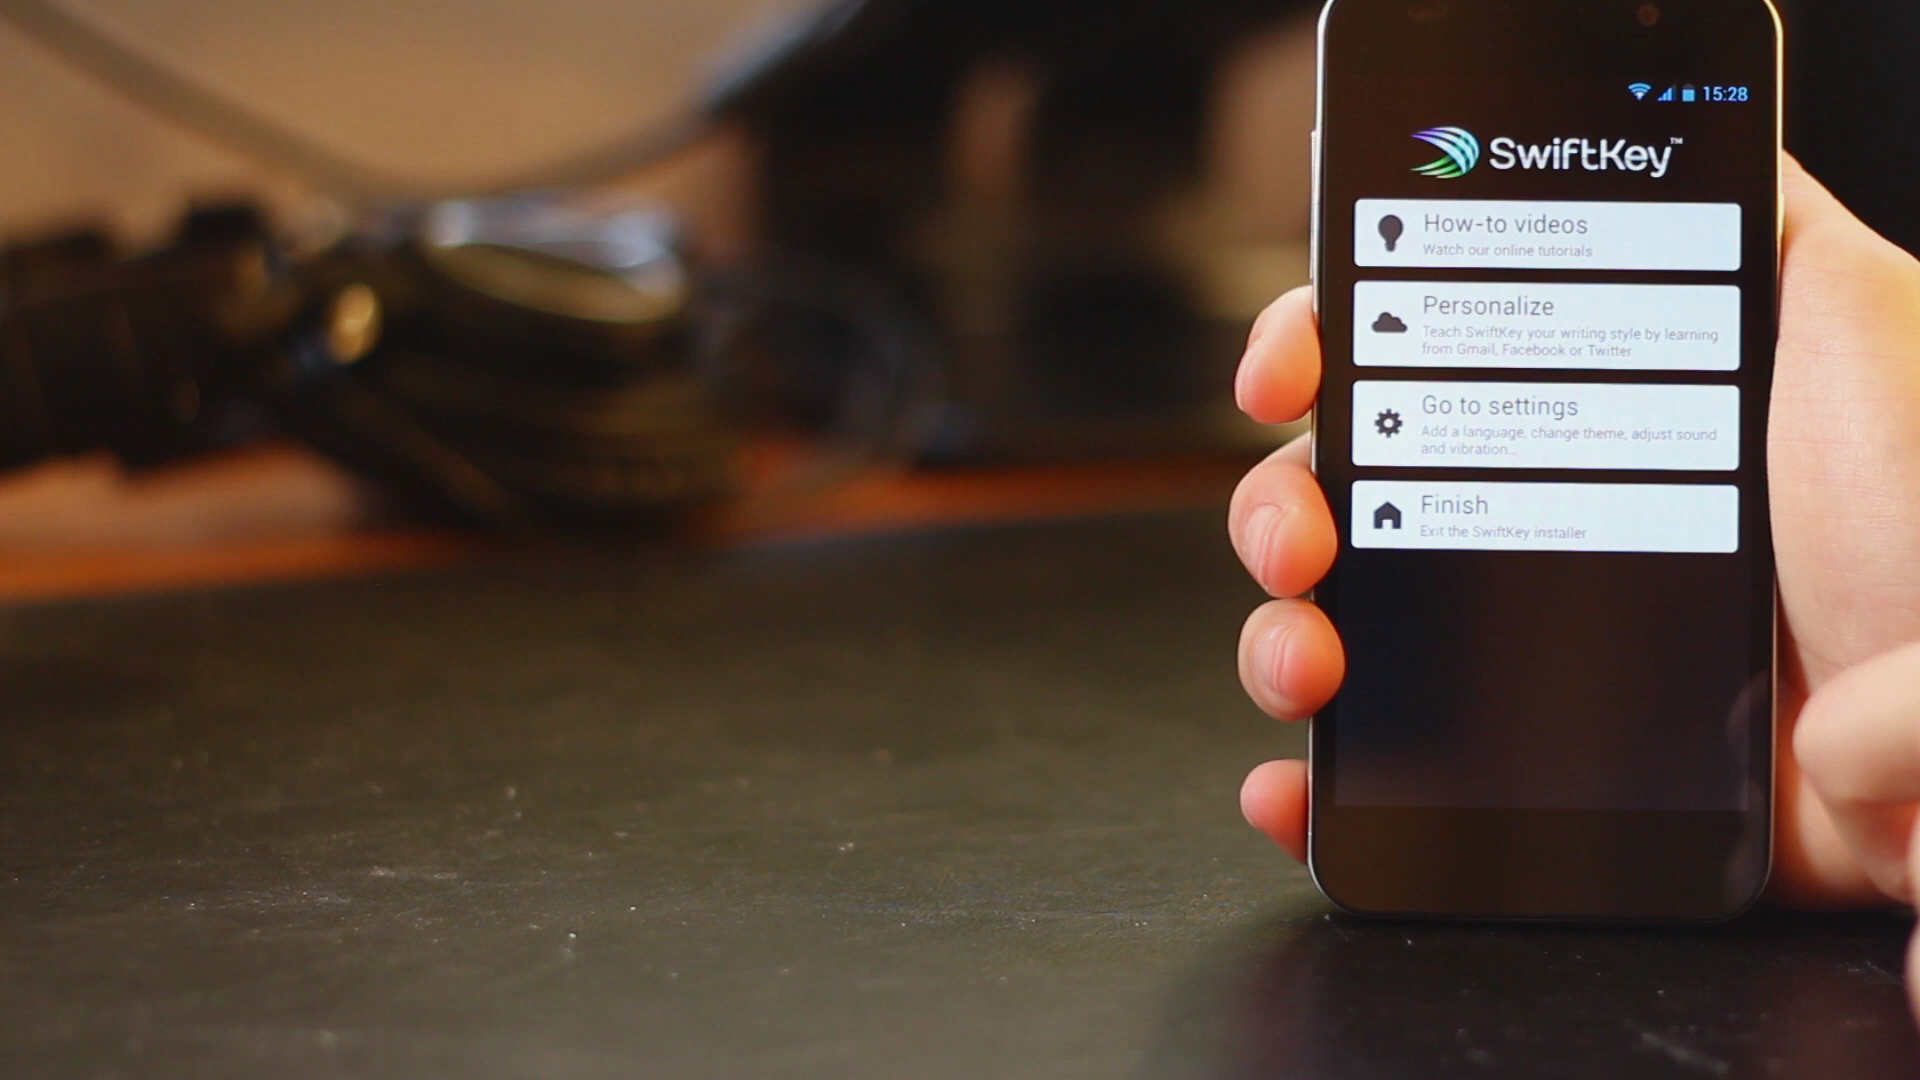 15:28
SwiftKey™
How-to videos
Watch our online tutorials
Personalize
Teach SwiftKey your writing style by learning
from Gmail, Facebook or Twitter
Go to settings
Add a language, change theme, adjust sound
and vibration...
Finish
Exit the SwiftKey installer